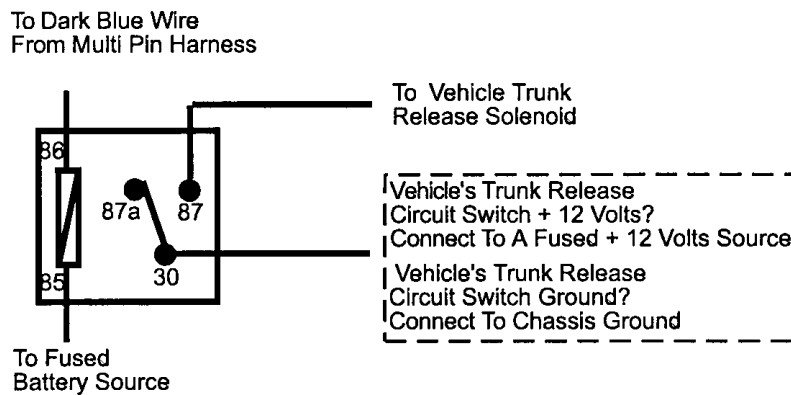 To Dark Blue Wire
From Multi Pin Harness
To Vehicle Trunk
Release Solenoid
86
87a
87
30
85
Vehicle's Trunk Release
Circuit Switch + 12 Volts?
Connect To A Fused + 12 Volts Source
Vehicle's Trunk Release
Circuit Switch Ground?
Connect To Chassis Ground
To Fused
Battery Source